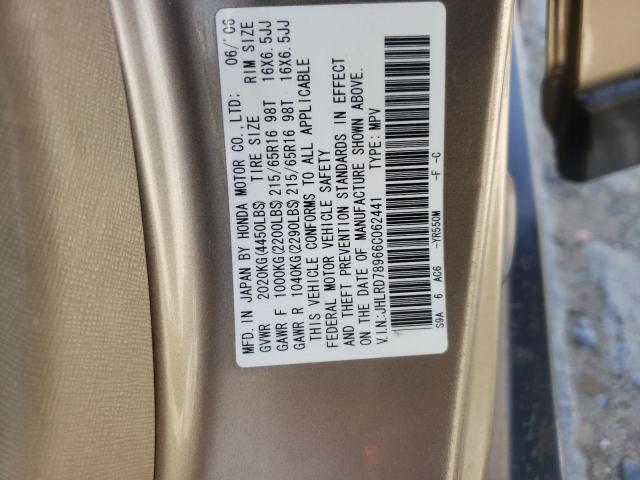 MFD. IN JAPAN BY HONDA MOTOR CO., LTD: 06/'06
GVWR 2020KG(4450LBS) TIRE SIZE RIM SIZE
GAWR F 1000KG(2200LBS) 215/65R16 98T 16X6.5JJ
GAWR R 1040KG(2290LBS) 215/65R16 98T 16X6.5JJ
THIS VEHICLE CONFORMS TO ALL APPLICABLE
FEDERAL MOTOR VEHICLE SAFETY
AND THEFT PREVENTION STANDARDS IN EFFECT
ON THE DATE OF MANUFACTURE SHOWN ABOVE.
V.I.N:JHLRD78966C062441 TYPE: MPV
S9A 6 AC6 -YR550M -F -C